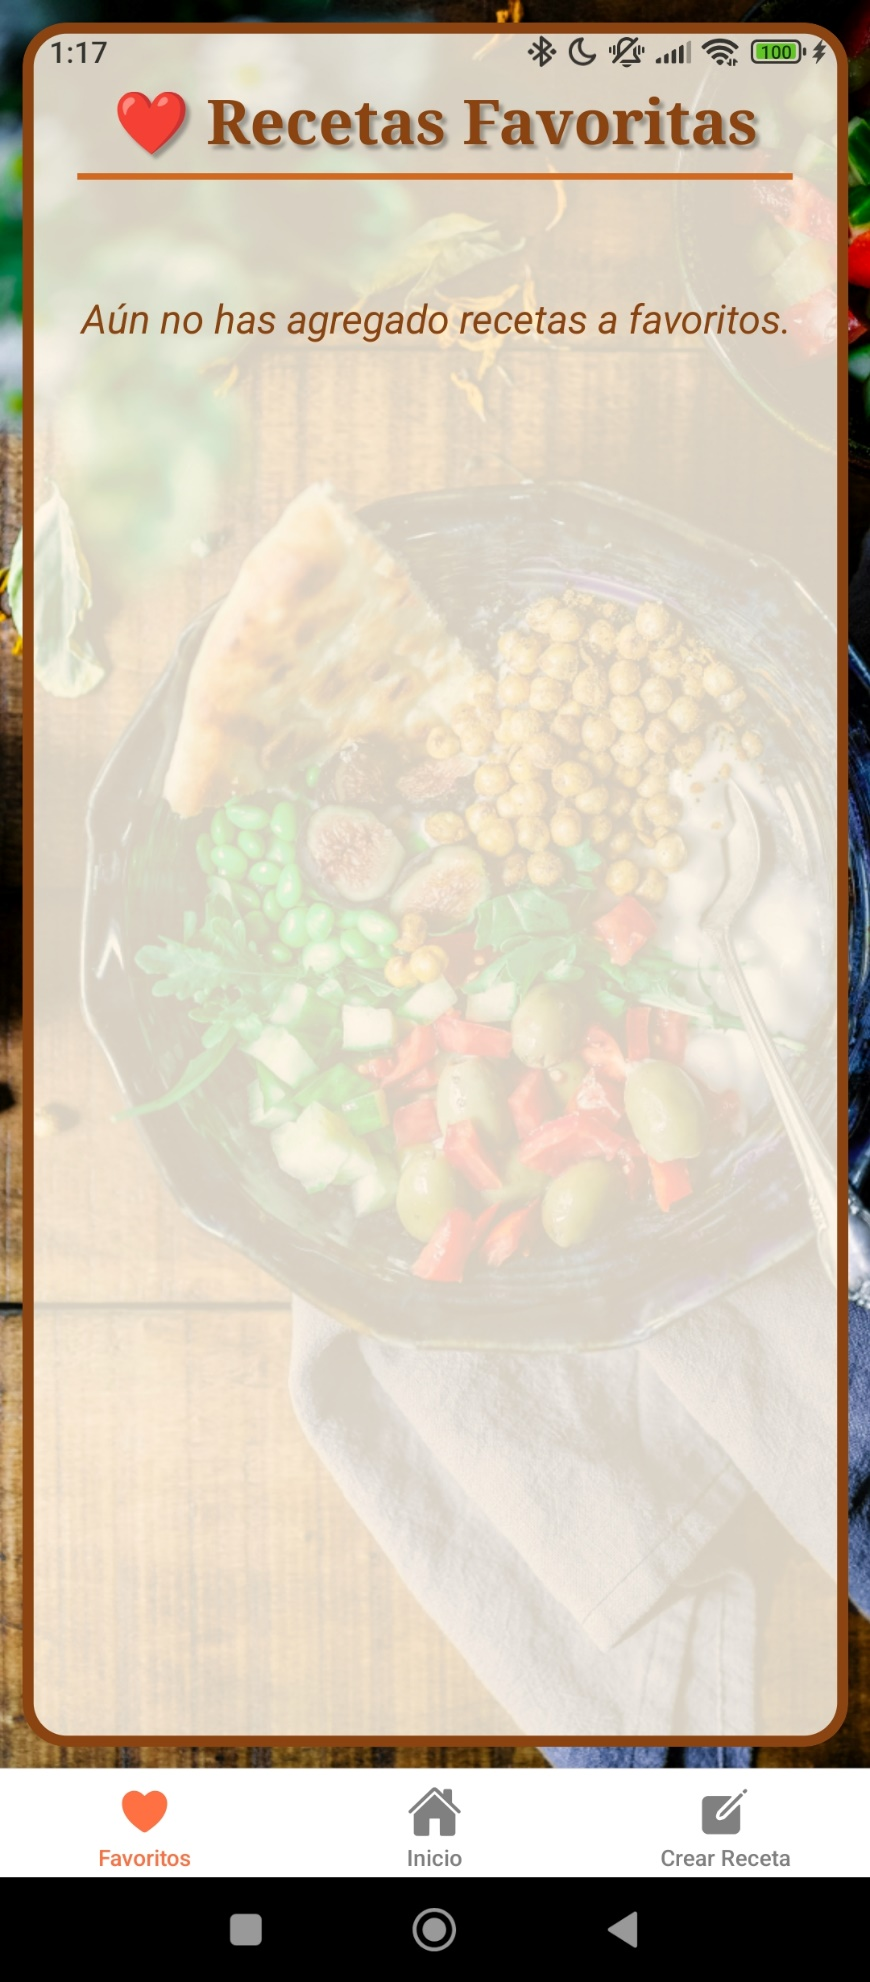 1:17
100
❤️ Recetas Favoritas
Aún no has agregado recetas a favoritos.
Favoritos
Inicio
Crear Receta